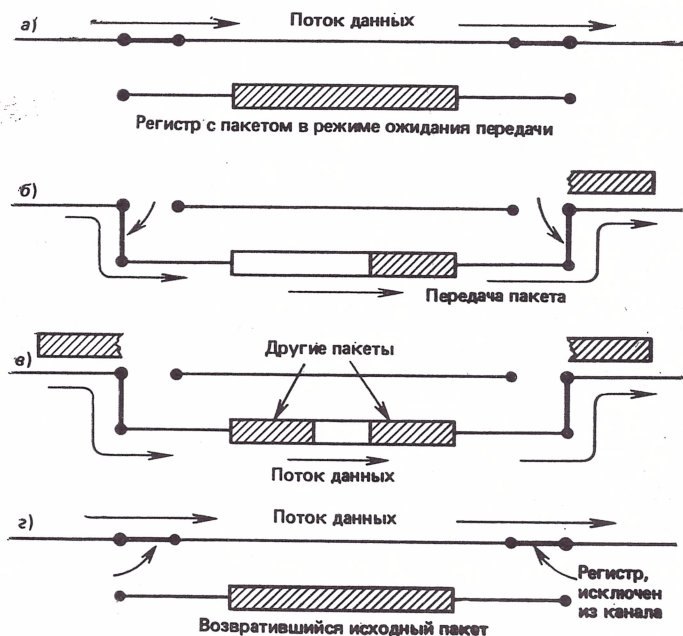 а) Поток данных
Регистр с пакетом в режиме ожидания передачи
б)
Передача пакета
в) Другие пакеты
Поток данных
г) Поток данных
Регистр,
исключен
из канала
Возвратившийся исходный пакет